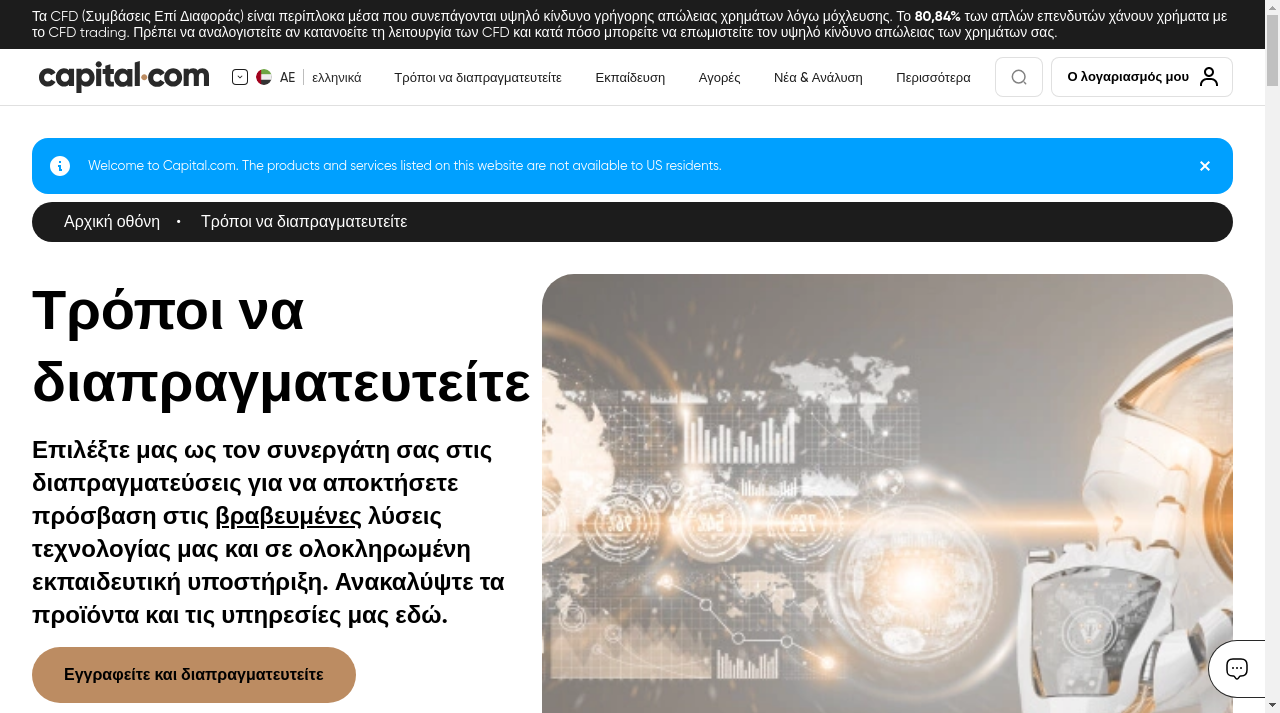 Τα CFD (Συμβάσεις Επί Διαφοράς) είναι περίπλοκα μέσα που συνεπάγονται υψηλό κίνδυνο γρήγορης απώλειας χρημάτων λόγω μόχλευσης. Το 80,84% των απλών επενδυτών χάνουν χρήματα με
το CFD trading. Πρέπει να αναλογιστείτε αν κατανοείτε τη λειτουργία των CFD και κατά πόσο μπορείτε να επωμιστείτε τον υψηλό κίνδυνο απώλειας των χρημάτων σας.
capital.com AE ελληνικά Τρόποι να διαπραγματευτείτε Εκπαίδευση Αγορές Νέα & Ανάλυση Περισσότερα Ο λογαριασμός μου
Welcome to Capital.com. The products and services listed on this website are not available to US residents.
Αρχική οθόνη • Τρόποι να διαπραγματευτείτε
Τρόποι να
διαπραγματευτείτε
Επιλέξτε μας ως τον συνεργάτη σας στις
διαπραγματεύσεις για να αποκτήσετε
πρόσβαση στις βραβευμένες λύσεις
τεχνολογίας μας και σε ολοκληρωμένη
εκπαιδευτική υποστήριξη. Ανακαλύψτε τα
προϊόντα και τις υπηρεσίες μας εδώ.
Εγγραφείτε και διαπραγματευτείτε
96% 54% 72%